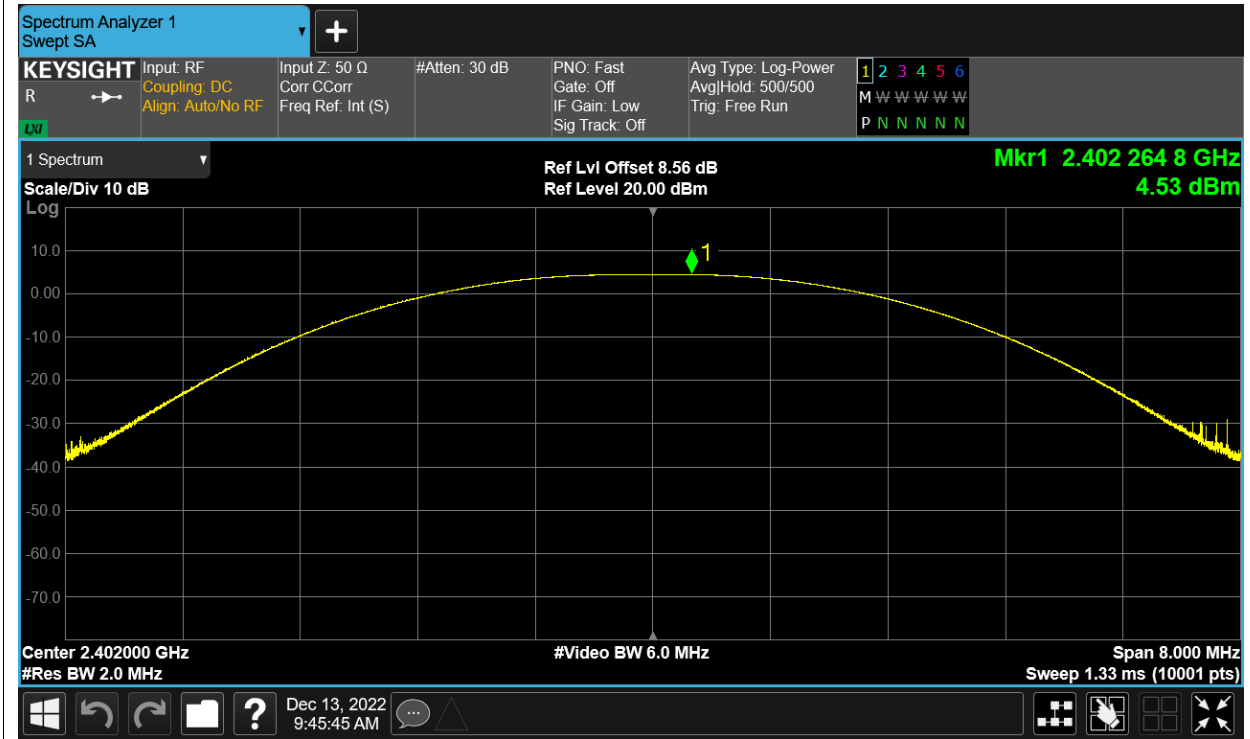 Spectrum Analyzer 1
Swept SA
KEYSIGHT
R
LXI
Input: RF
Coupling: DC
Align: Auto/No RF
Input Z: 50 Ω
Corr CCorr
Freq Ref: Int (S)
#Atten: 30 dB
PNO: Fast
Gate: Off
IF Gain: Low
Sig Track: Off
Avg Type: Log-Power
Avg|Hold: 500/500
Trig: Free Run
1 2 3 4 5 6
M W W W W W
P N N N N N
1 Spectrum
Scale/Div 10 dB
Log
Ref Lvl Offset 8.56 dB
Ref Level 20.00 dBm
Mkr1 2.402 264 8 GHz
4.53 dBm
1
10.0
0.00
-10.0
-20.0
-30.0
-40.0
-50.0
-60.0
-70.0
Center 2.402000 GHz
#Res BW 2.0 MHz
#Video BW 6.0 MHz
Span 8.000 MHz
Sweep 1.33 ms (10001 pts)
?
Dec 13, 2022
9:45:45 AM